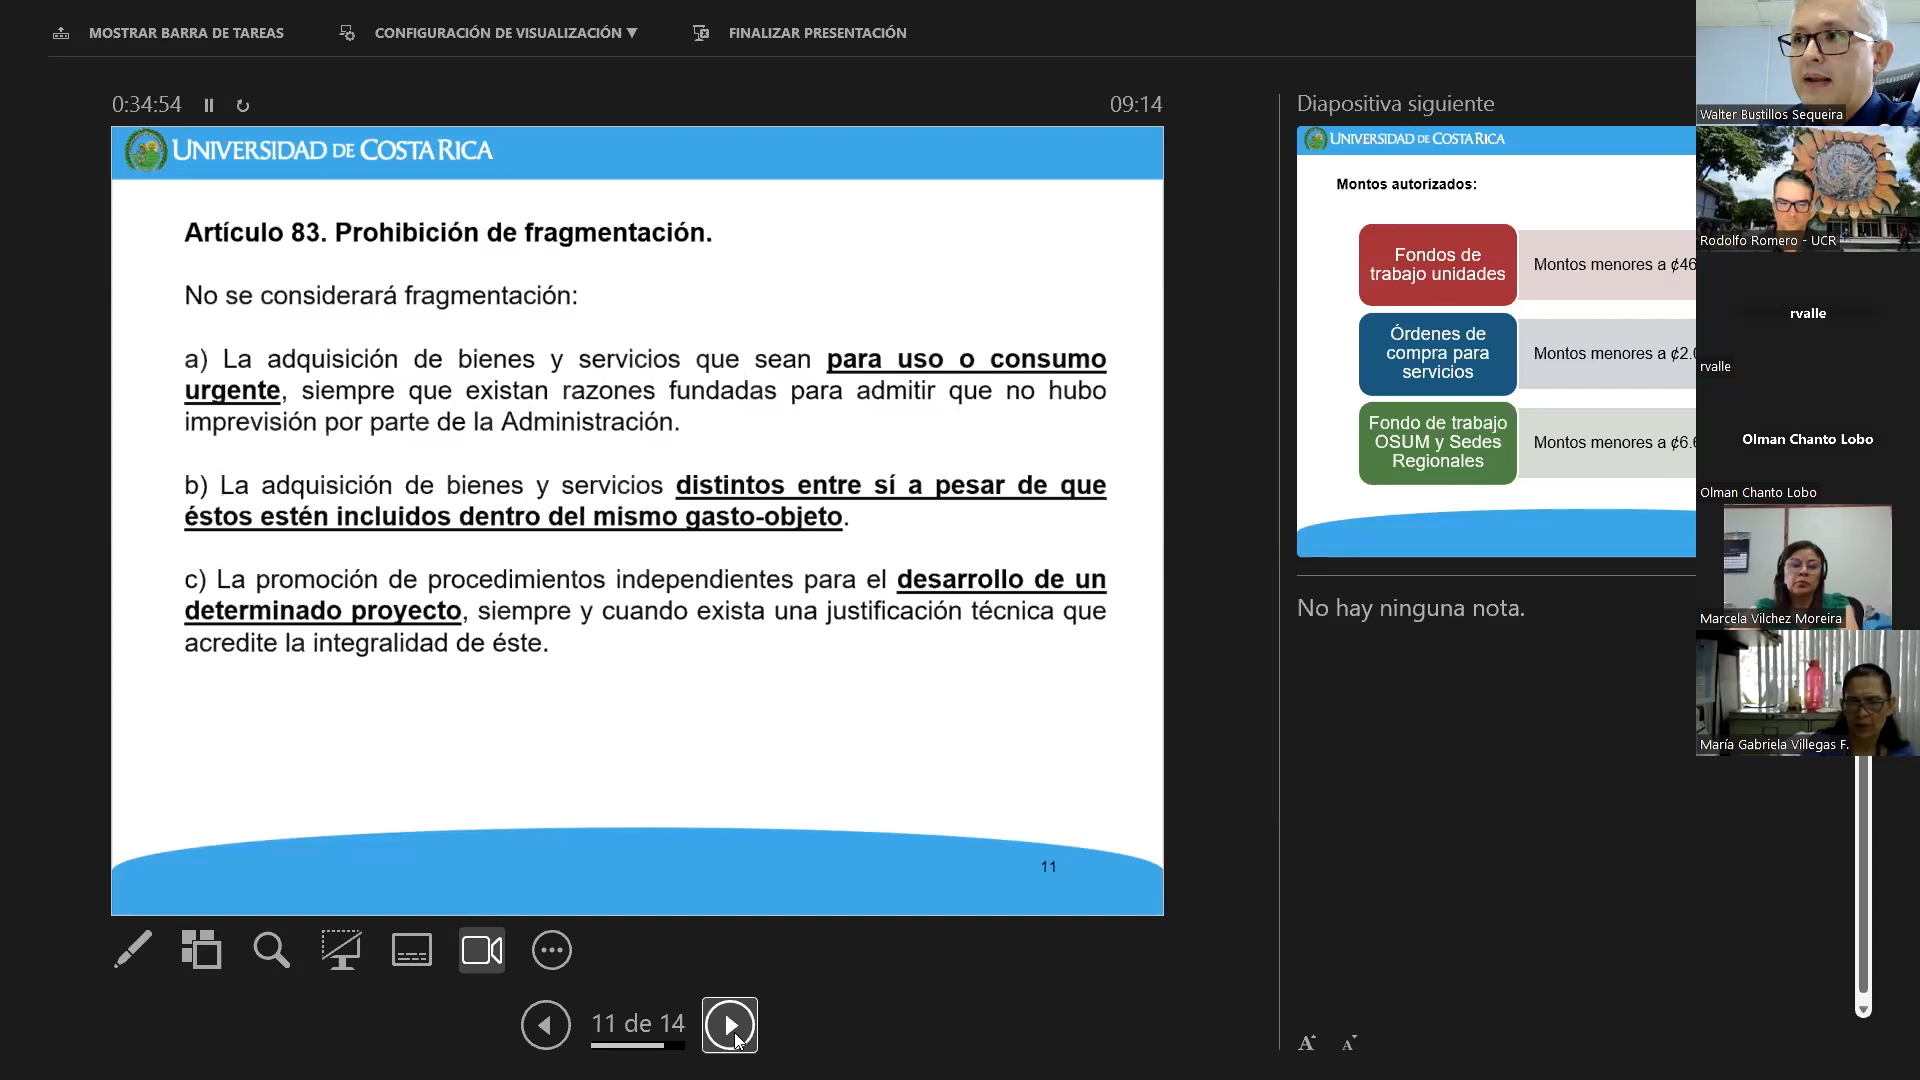 MOSTRAR BARRA DE TAREAS
CONFIGURACIÓN DE VISUALIZACIÓN ▼
FINALIZAR PRESENTACIÓN
0:34:54
09:14
UNIVERSIDAD DE COSTA RICA
Artículo 83. Prohibición de fragmentación.
No se considerará fragmentación:
a) La adquisición de bienes y servicios que sean para uso o consumo
urgente, siempre que existan razones fundadas para admitir que no hubo
imprevisión por parte de la Administración.
b) La adquisición de bienes y servicios distintos entre sí a pesar de que
éstos estén incluidos dentro del mismo gasto-objeto.
c) La promoción de procedimientos independientes para el desarrollo de un
determinado proyecto, siempre y cuando exista una justificación técnica que
acredite la integralidad de éste.
11
11 de 14
Diapositiva siguiente
UNIVERSIDAD DE COSTA RICA
Montos autorizados:
Fondos de
trabajo unidades
Montos menores a ¢46
Órdenes de
compra para
servicios
Montos menores a ¢2.
Fondo de trabajo
OSUM y Sedes
Regionales
Montos menores a ¢6.
No hay ninguna nota.
A A
Walter Bustillos Sequeira
Rodolfo Romero - UCR
rvalle
rvalle
Olman Chanto Lobo
Olman Chanto Lobo
Marcela Vilchez Moreira
María Gabriela Villegas F.